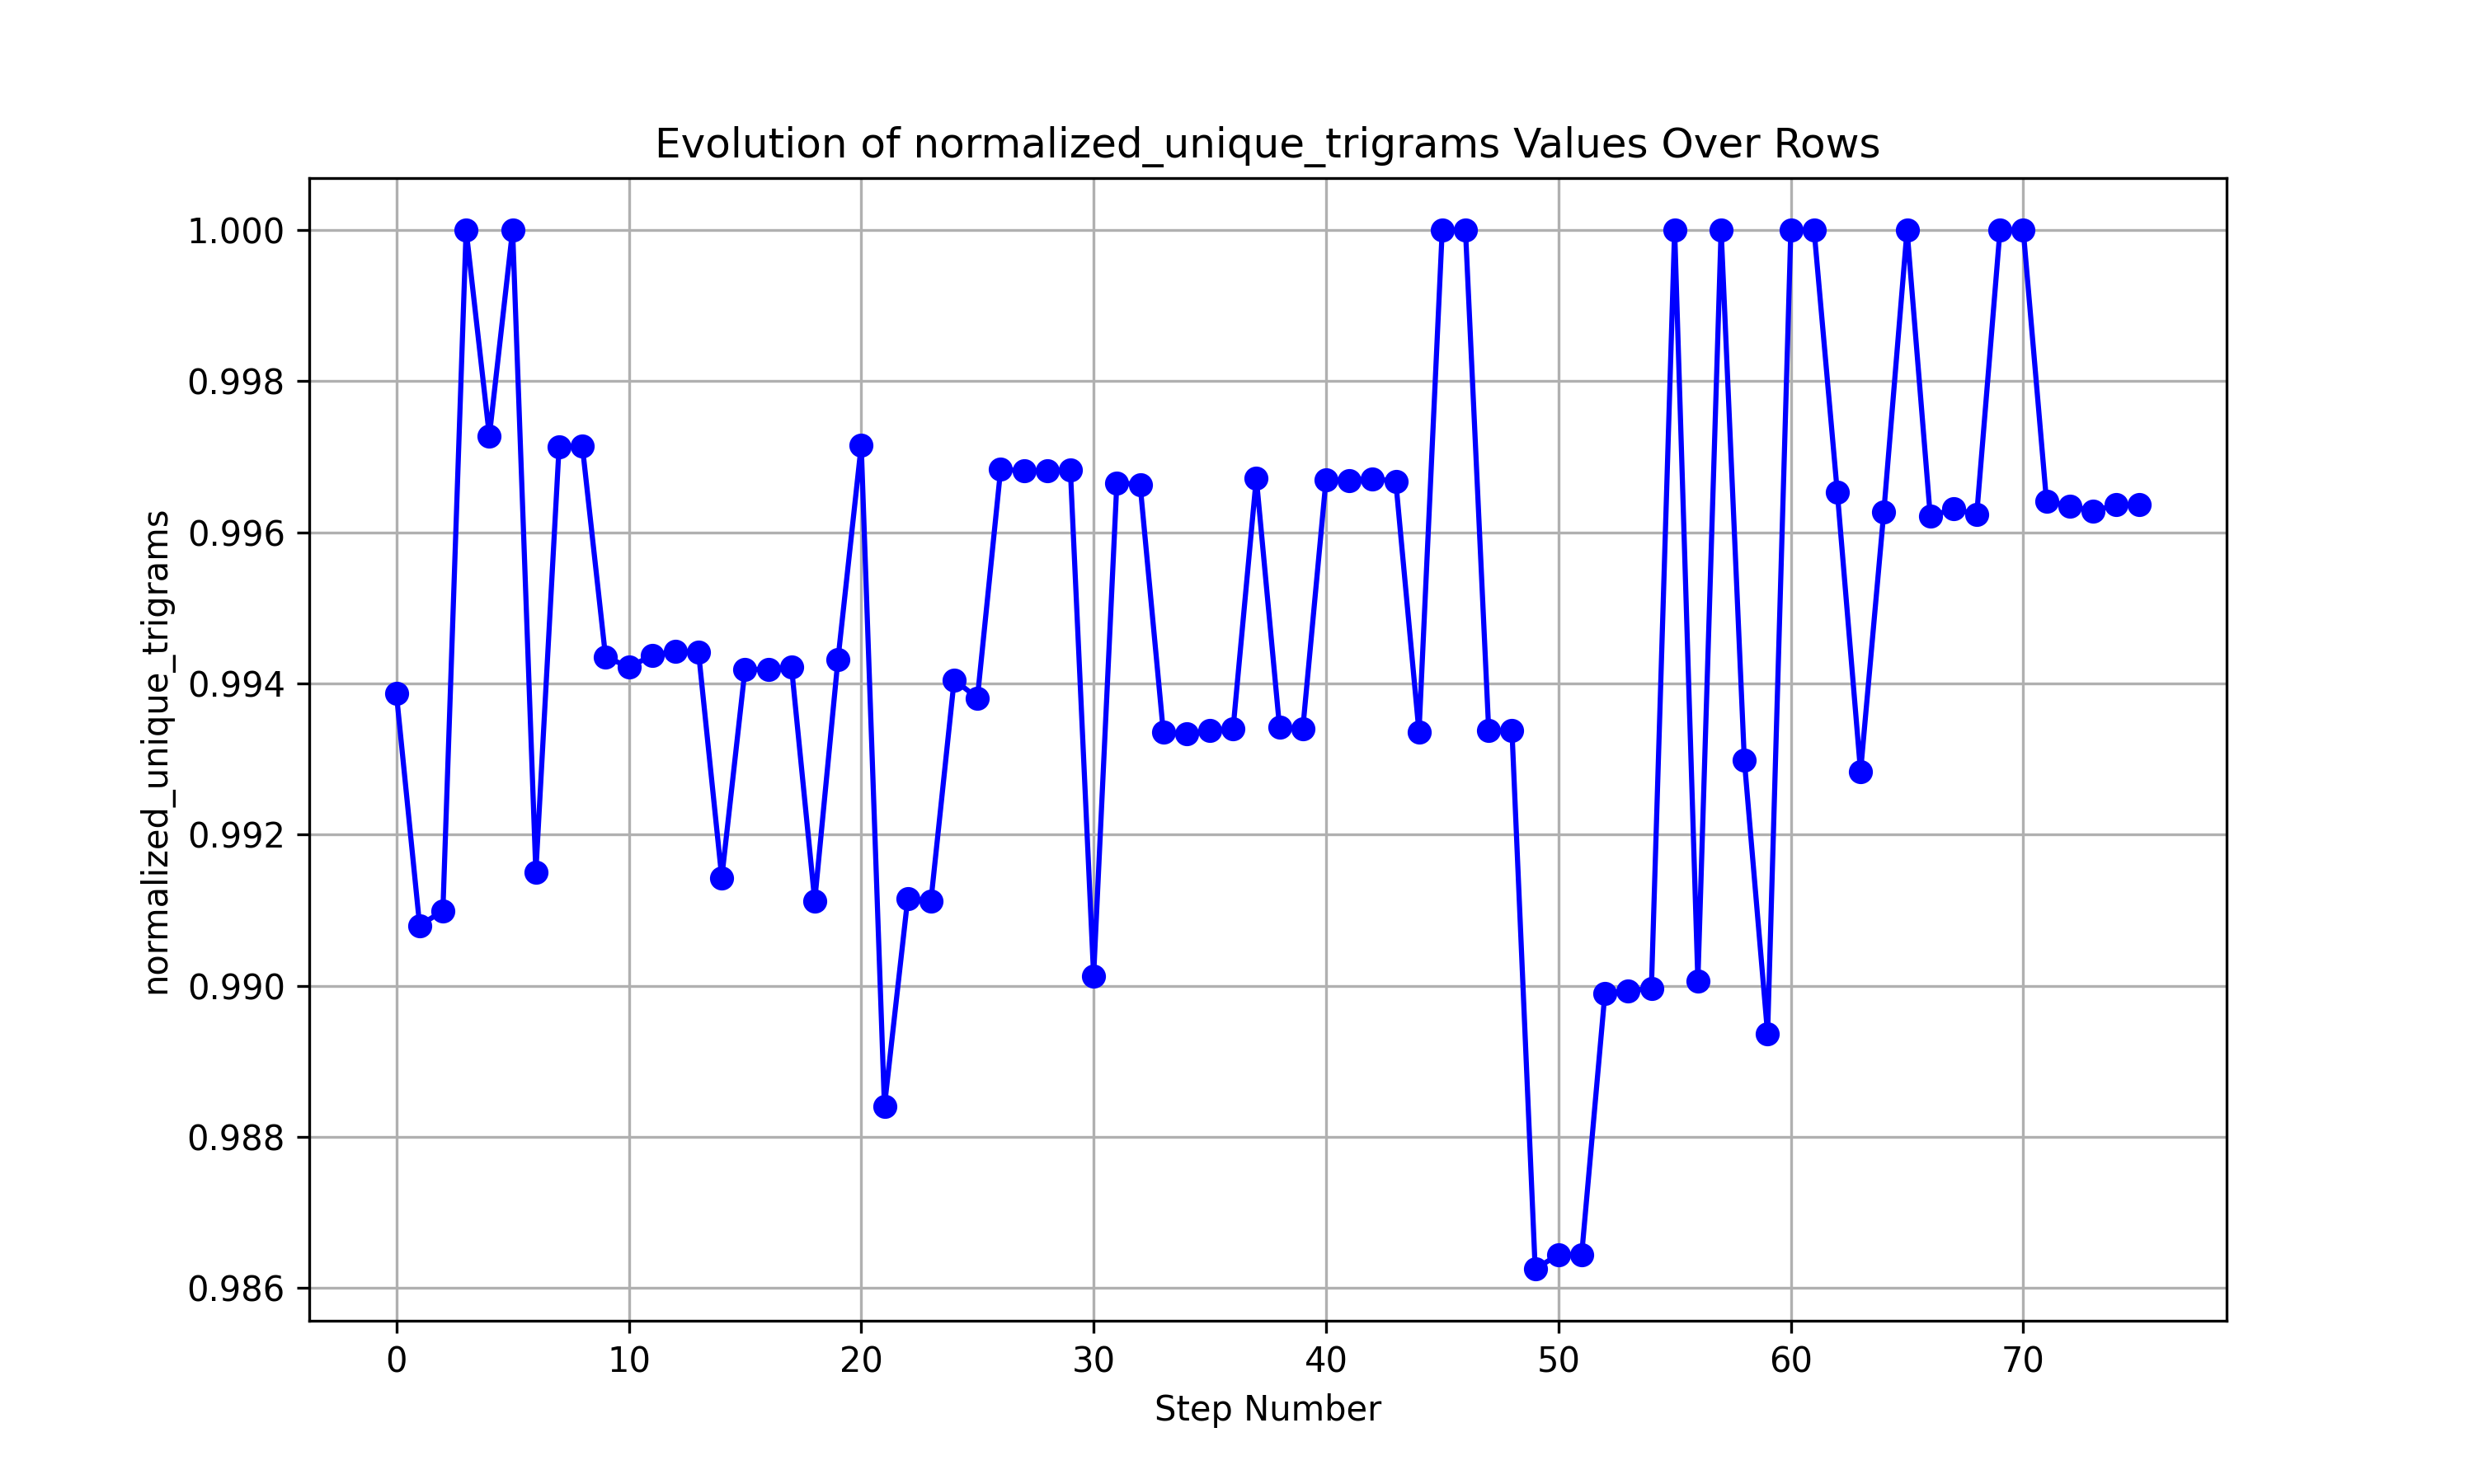 Evolution of normalized_unique_trigrams Values Over Rows
normalized_unique_trigrams
1.000
0.998
0.996
0.994
0.992
0.990
0.988
0.986
0 10 20 30 40 50 60 70
Step Number